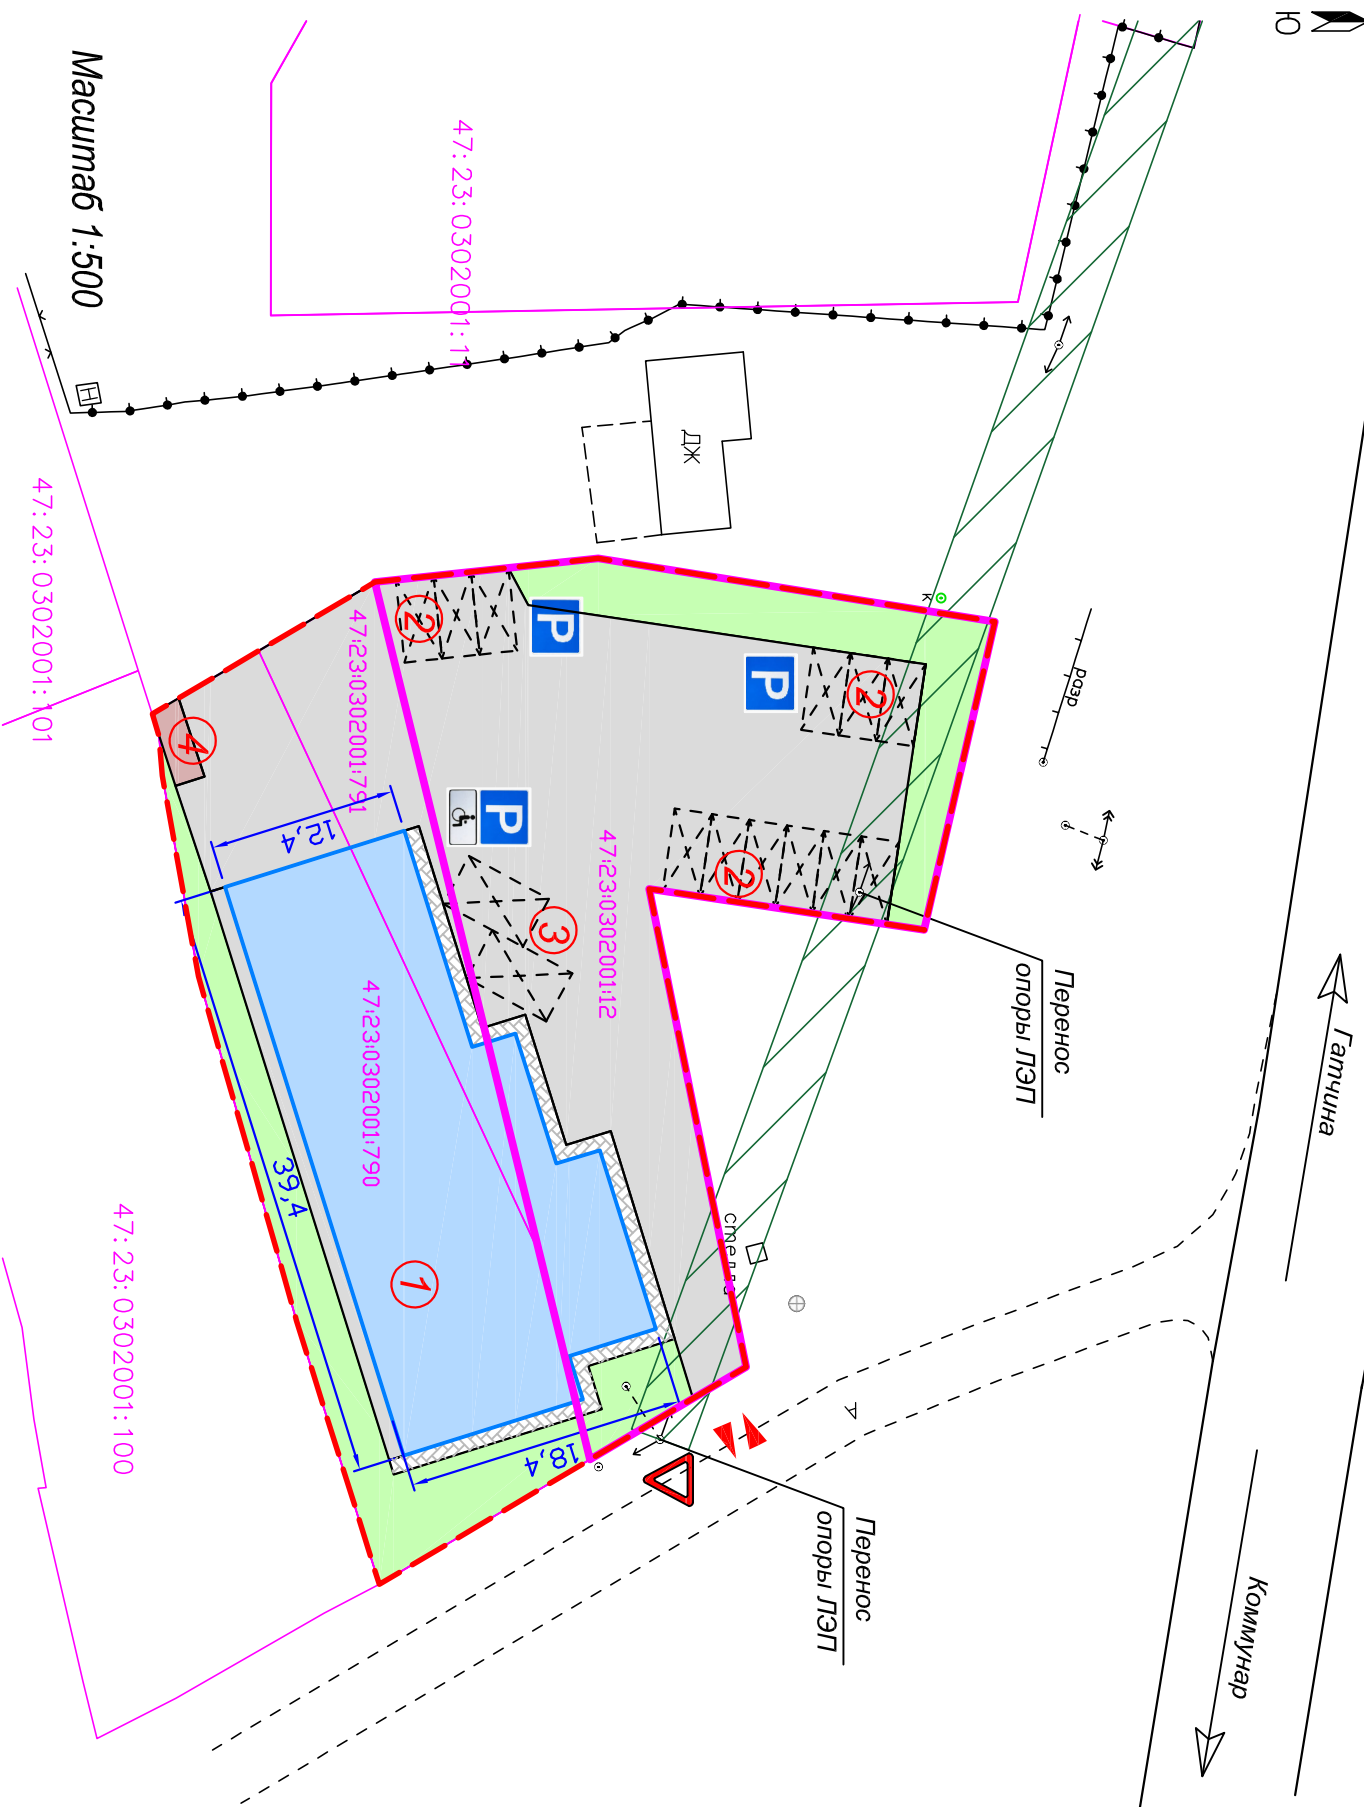 Ю
Масштаб 1:500
47:23:0302001:11
47:23:0302001:101
Н
ДЖ
к
разр
2
P
P
2
47:23:0302001:791
4
12,4
P
2
3
47:23:0302001:12
Перенос
опоры ЛЭП
Гатчина
47:23:0302001:790
39,4
47:23:0302001:100
1
стелла
А
18,4
Перенос
опоры ЛЭП
Коммунар